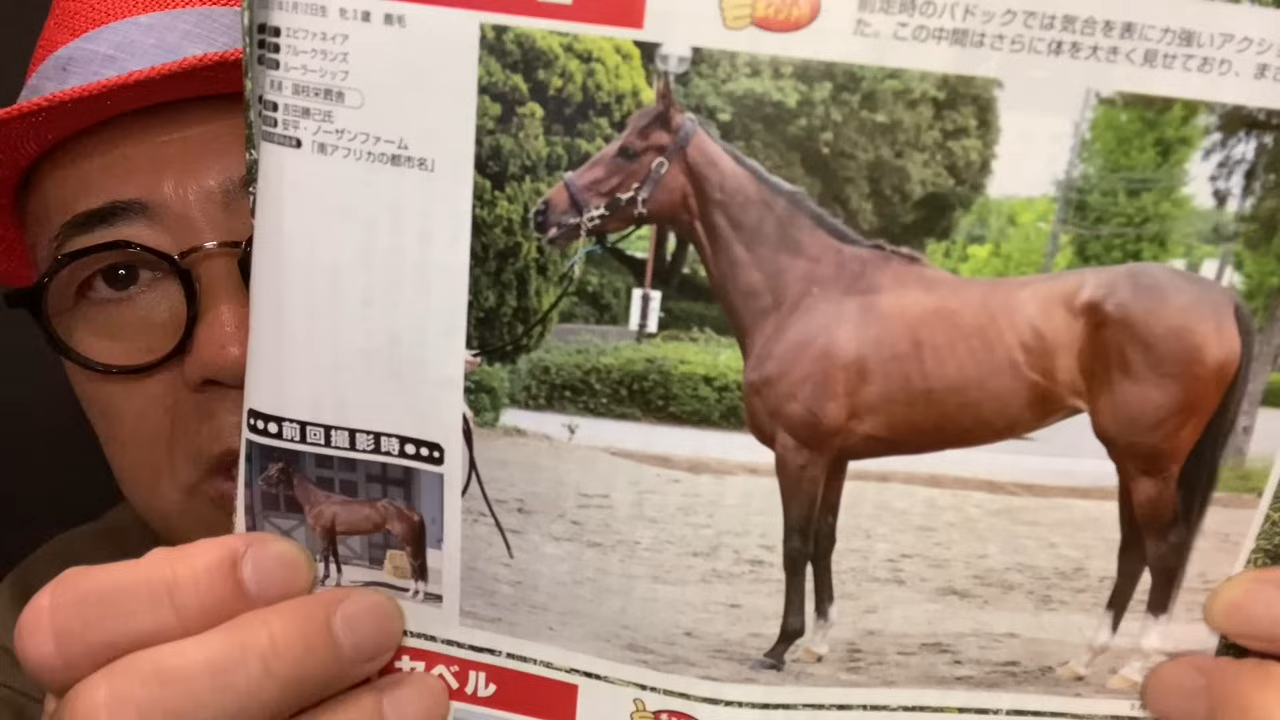 年1月12日生 牝3歳 鹿毛
エピファネイア
ブルークランズ
ルーラーシップ
美浦・国枝栄厩舎
吉田勝己氏
安平・ノーザンファーム
「南アフリカの都市名」
前走時のパドックでは気合を表に力強いアクシ
た。この中間はさらに体を大きく見せており、まさ
前回撮影時
ヤベル